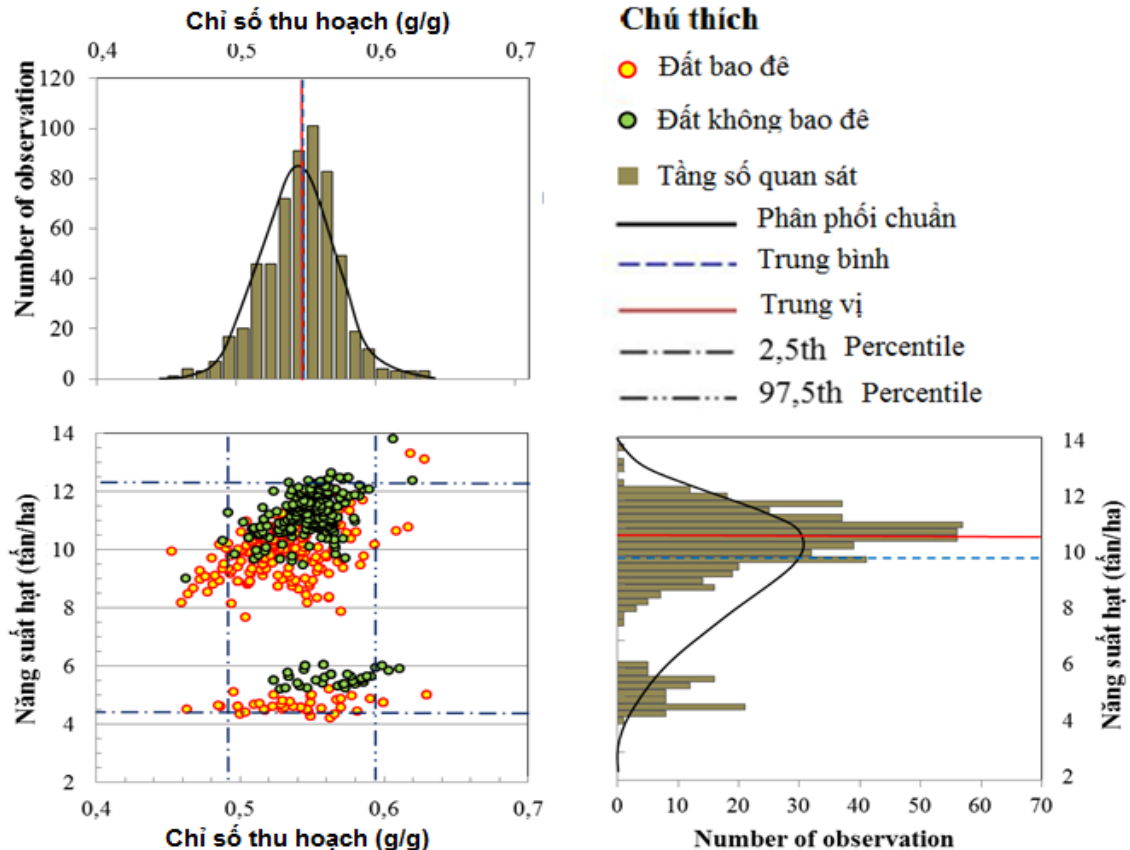 Chỉ số thu hoạch (g/g)
0,4 0,5 0,6 0,7
Number of observation
120
100
80
60
40
20
0
Chú thích
Đất bao đê
Đất không bao đê
Tầng số quan sát
Phân phối chuẩn
Trung bình
Trung vị
2,5th Percentile
97,5th Percentile
Năng suất hạt (tấn/ha)
14
12
10
8
6
4
2
0,4 0,5 0,6 0,7
Chỉ số thu hoạch (g/g)
14
12
10
8
6
4
2
Năng suất hạt (tấn/ha)
0 10 20 30 40 50 60 70
Number of observation